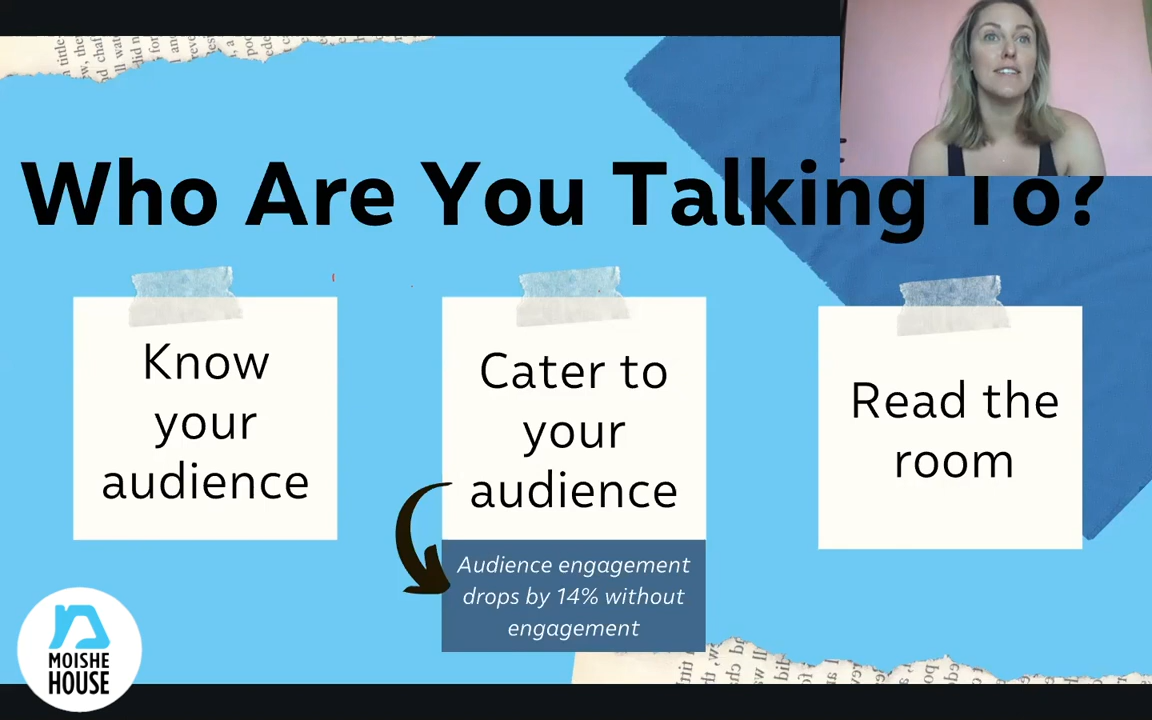 Who Are You Talking To?
Know
your
audience
Cater to
your
audience
Read the
room
Audience engagement
drops by 14% without
engagement
MOISHE
HOUSE